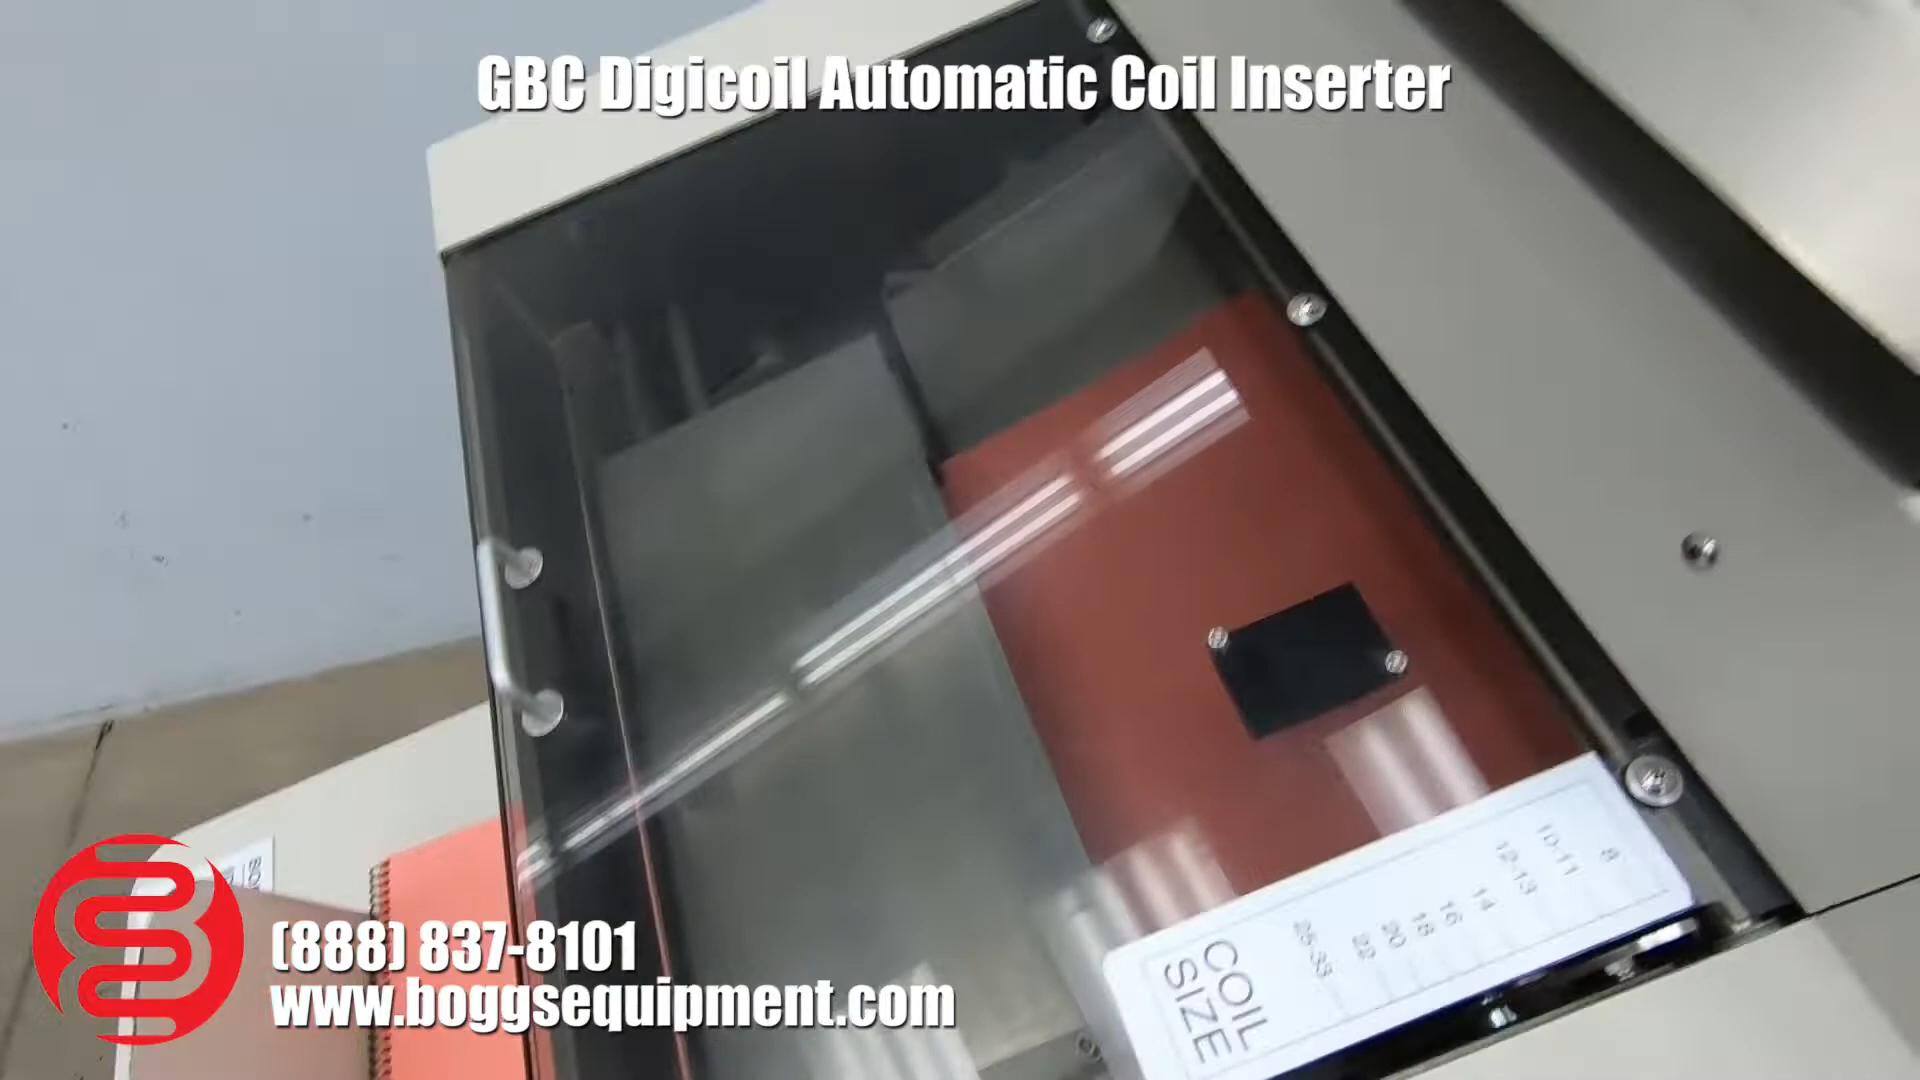 GBC Digicoil Automatic Coil Inserter
8
10-11
12-13
14
16
18
20
22
25-33
COIL
SIZE
(888) 837-8101
www.boggsequipment.com